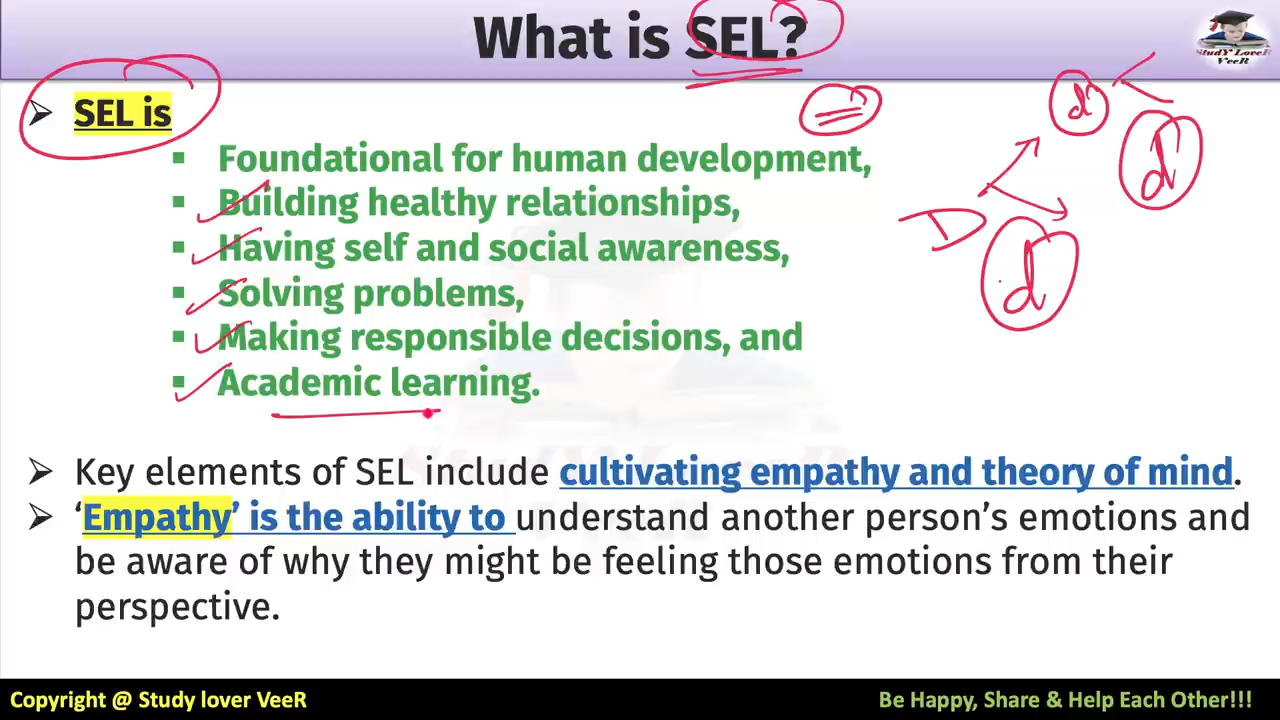 What is SEL?
StudY LoveR
VeeR
➤ SEL is
▪ Foundational for human development,
▪ Building healthy relationships,
▪ Having self and social awareness,
▪ Solving problems,
▪ Making responsible decisions, and
▪ Academic learning.
D
d
d
d
➤ Key elements of SEL include cultivating empathy and theory of mind.
➤ ‘Empathy’ is the ability to understand another person’s emotions and
be aware of why they might be feeling those emotions from their
perspective.
Copyright @ Study lover VeeR
Be Happy, Share & Help Each Other!!!